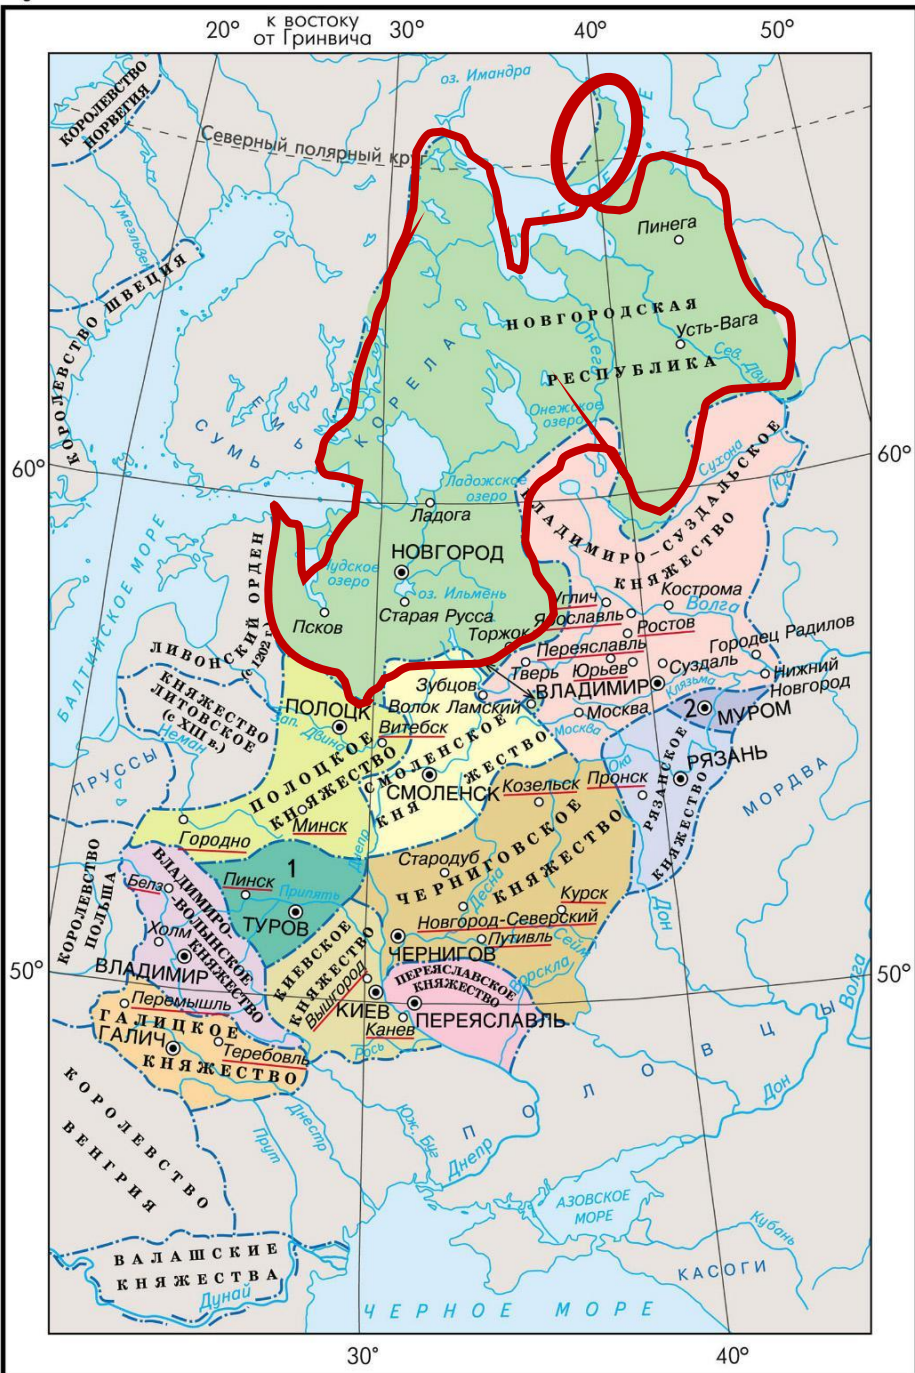 20°
к востоку
от Гринвича
30°
40°
50°
КОРОЛЕВСТВО
НОРВЕГИЯ
оз. Имандра
Северный полярный круг
Умеэльвен
КОРОЛЕВСТВО ШВЕЦИЯ
Пинега
НОВГОРОДСКАЯ
РЕСПУБЛИКА
Онега
Усть-Вага
Сев. Двина
КОРЕЛА
ЕМЬ
СУМЬ
Онежское
озеро
60°
60°
Сухона
Юг
Ладожское
озеро
Ладога
ВЛАДИМИРО-СУЗДАЛЬСКОЕ
КНЯЖЕСТВО
БАЛТИЙСКОЕ МОРЕ
НОВГОРОД
Чудское
озеро
оз. Ильмень
Старая Русса
Псков
Торжок
Углич
Кострома
Волга
Ярославль
Ростов
ЛИВОНСКИЙ ОРДЕН
(с 1202 г.)
Переяславль
Городец Радилов
Тверь
Юрьев
Суздаль
Нижний
Новгород
Зубцов
Волок Ламский
ВЛАДИМИР
Клязьма
Москва
Москва
2
МУРОМ
КНЯЖЕСТВО
ЛИТОВСКОЕ
(с XIII в.)
Неман
ПОЛОЦК
Зап.
Двина
Витебск
ПОЛОЦКОЕ
КНЯЖЕСТВО
СМОЛЕНСКОЕ
КНЯЖЕСТВО
СМОЛЕНСК
Ока
РЯЗАНЬ
РЯЗАНСКОЕ
КНЯЖЕСТВО
Козельск
Пронск
МОРДВА
ПРУССЫ
Минск
Городно
Днепр
Стародуб
ЧЕРНИГОВСКОЕ
КНЯЖЕСТВО
КОРОЛЕВСТВО
ПОЛЬША
ВЛАДИМИРО-
-ВОЛЫНСКОЕ
КНЯЖЕСТВО
Белз
1
Пинск
Припять
ТУРОВ
Десна
Курск
Новгород-Северский
Дон
Холм
ВЛАДИМИР
КИЕВСКОЕ
КНЯЖЕСТВО
ЧЕРНИГОВ
Путивль
Сейм
Ворскла
50°
50°
ПЕРЕЯСЛАВСКОЕ
КНЯЖЕСТВО
Вышгород
КИЕВ
Канев
ПЕРЕЯСЛАВЛЬ
Волга
Перемышль
ГАЛИЦКОЕ
КНЯЖЕСТВО
ГАЛИЧ
Теребовль
Рось
ПОЛОВЦЫ
Дон
КОРОЛЕВСТВО
ВЕНГРИЯ
Прут
Днестр
Юж. Буг
Днепр
АЗОВСКОЕ
МОРЕ
Кубань
ВАЛАШСКИЕ
КНЯЖЕСТВА
Дунай
КАСОГИ
ЧЕРНОЕ МОРЕ
30°
40°